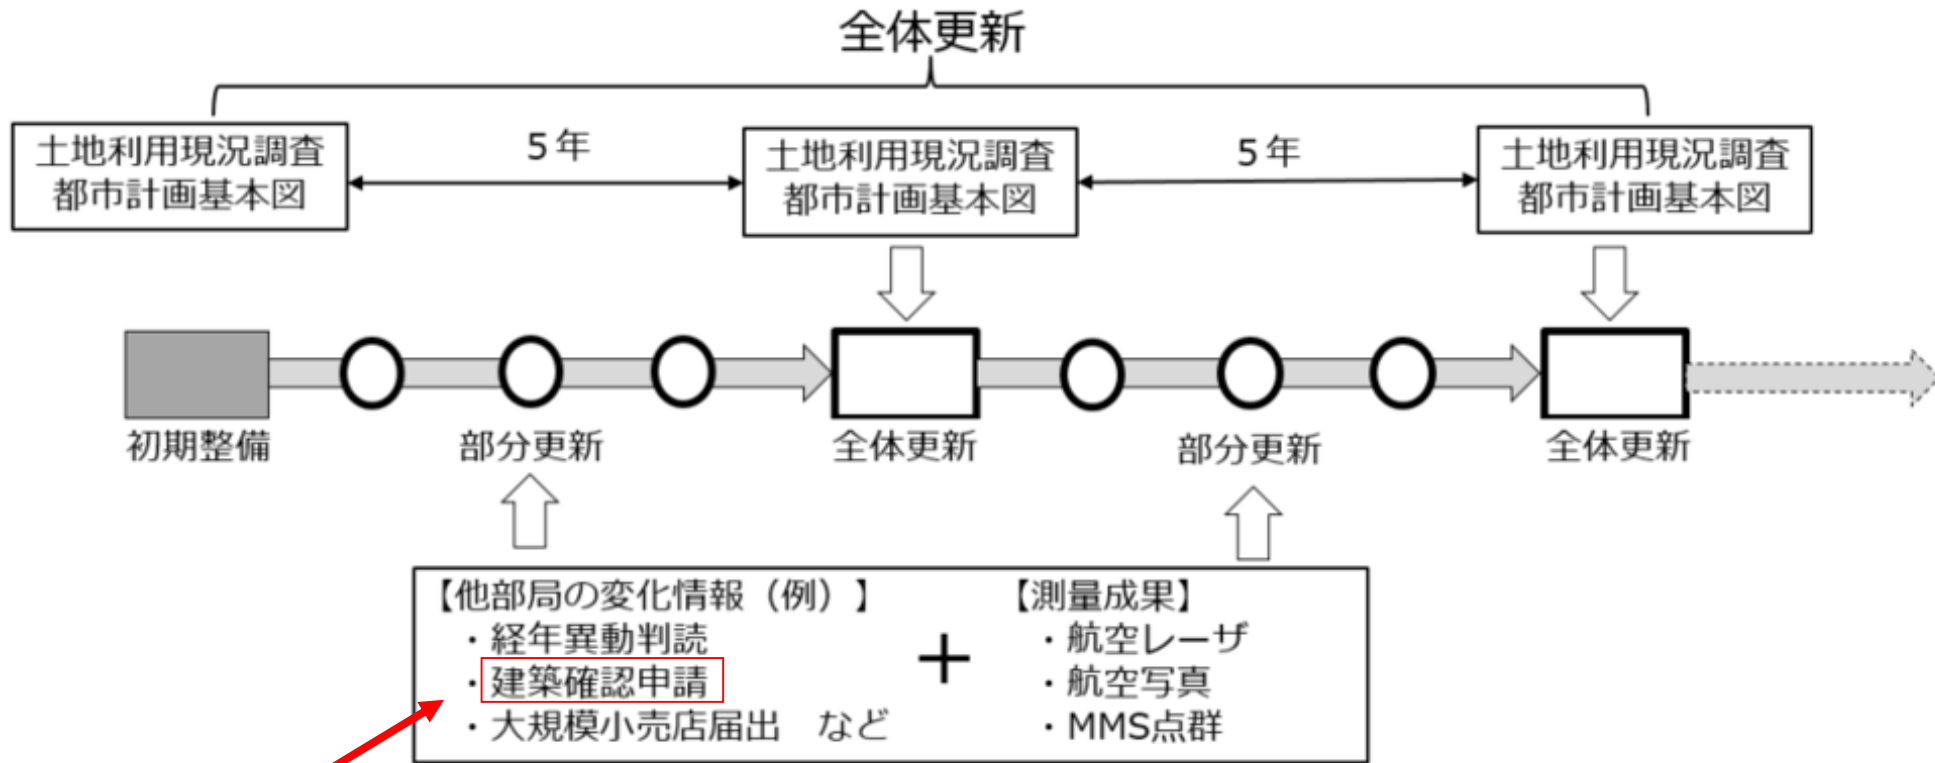 全体更新
土地利用現況調査
都市計画基本図
5年
土地利用現況調査
都市計画基本図
5年
土地利用現況調査
都市計画基本図
初期整備
部分更新
全体更新
部分更新
全体更新
【他部局の変化情報（例）】
・経年異動判読
・建築確認申請
・大規模小売店届出　など
＋
【測量成果】
・航空レーザ
・航空写真
・MMS点群